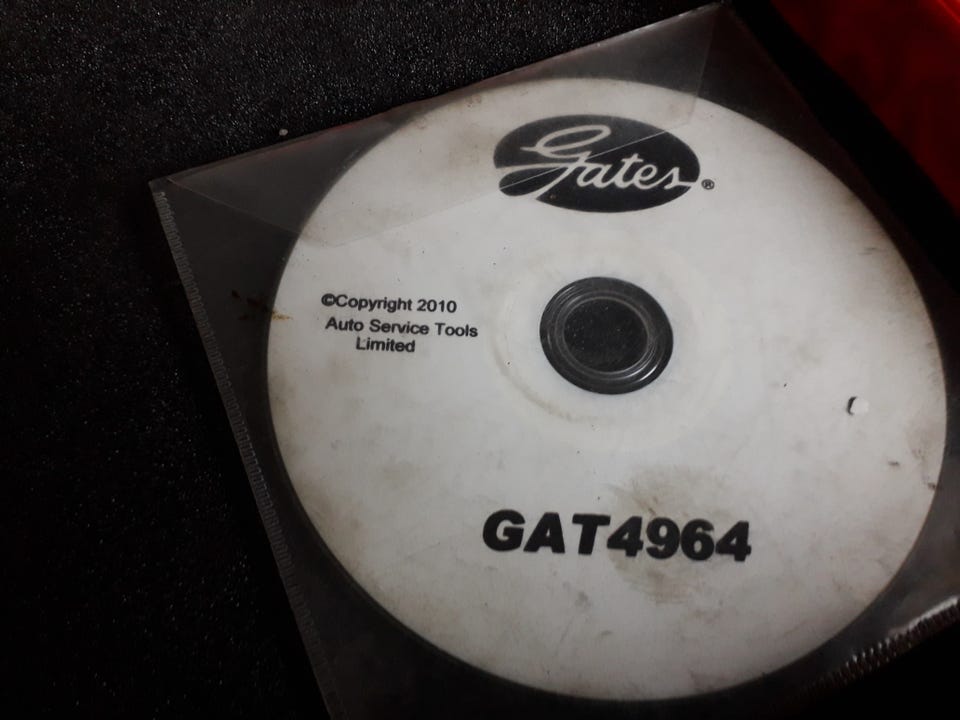 Gates®
©Copyright 2010
Auto Service Tools
Limited
GAT4964